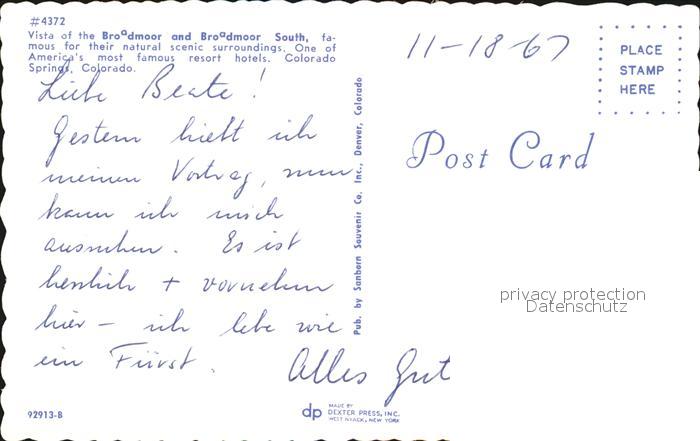 #4372
Vista of the Broadmoor and Broadmoor South, fa-
mous for their natural scenic surroundings. One of
America's most famous resort hotels. Colorado
Springs, Colorado.
11-18-67
PLACE
STAMP
HERE
Liebe Beate!
Gestern hielt ich
meinen Vortrag, nun
kann ich mich
ausruhen. Es ist
herrlich + vornehm
hier – ich lebe wie
ein Fürst. Alles Gut
Pub. by Sanborn Souvenir Co. Inc., Denver, Colorado
Post Card
privacy protection
Datenschutz
92913-B
dp MADE BY
DEXTER PRESS, INC.
WEST NYACK, NEW YORK